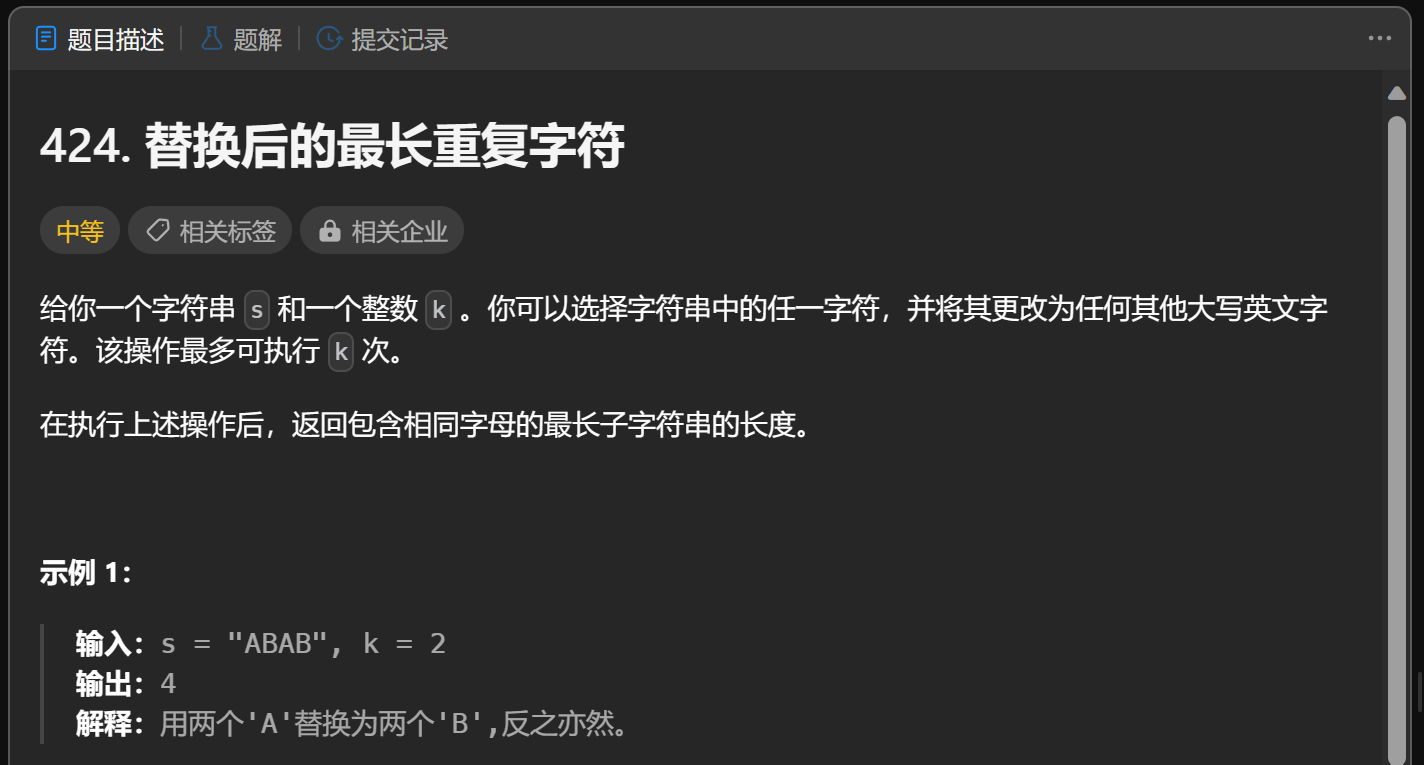 题目描述 题解 提交记录
424. 替换后的最长重复字符
中等 相关标签 相关企业
给你一个字符串 s 和一个整数 k 。你可以选择字符串中的任一字符，并将其更改为任何其他大写英文字
符。该操作最多可执行 k 次。
在执行上述操作后，返回包含相同字母的最长子字符串的长度。
示例 1：
输入：s = "ABAB", k = 2
输出：4
解释：用两个'A'替换为两个'B',反之亦然。